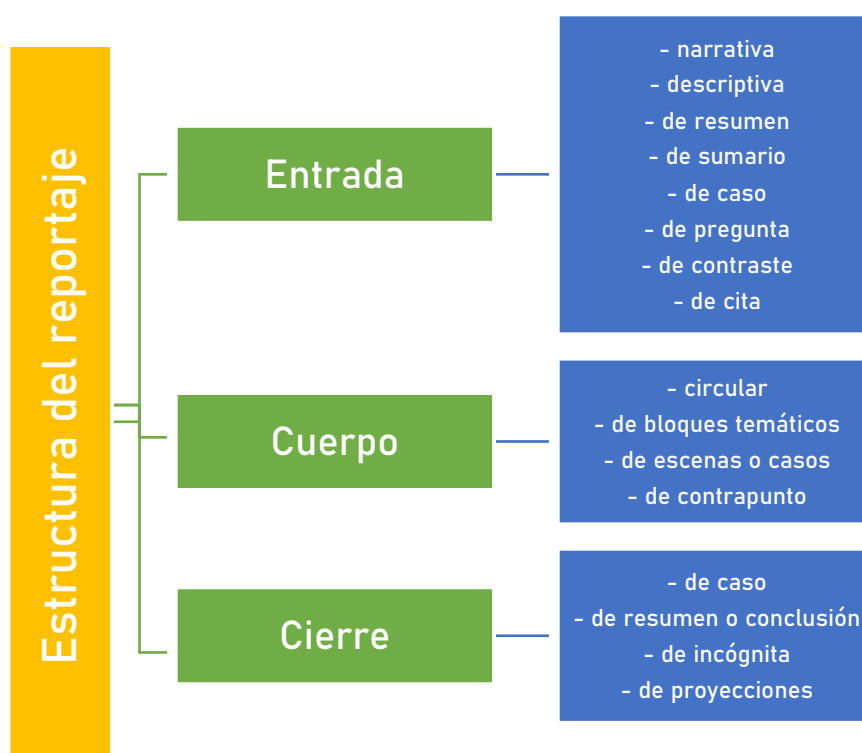 Estructura del reportaje
Entrada
- narrativa
- descriptiva
- de resumen
- de sumario
- de caso
- de pregunta
- de contraste
- de cita
Cuerpo
- circular
- de bloques temáticos
- de escenas o casos
- de contrapunto
Cierre
- de caso
- de resumen o conclusión
- de incógnita
- de proyecciones